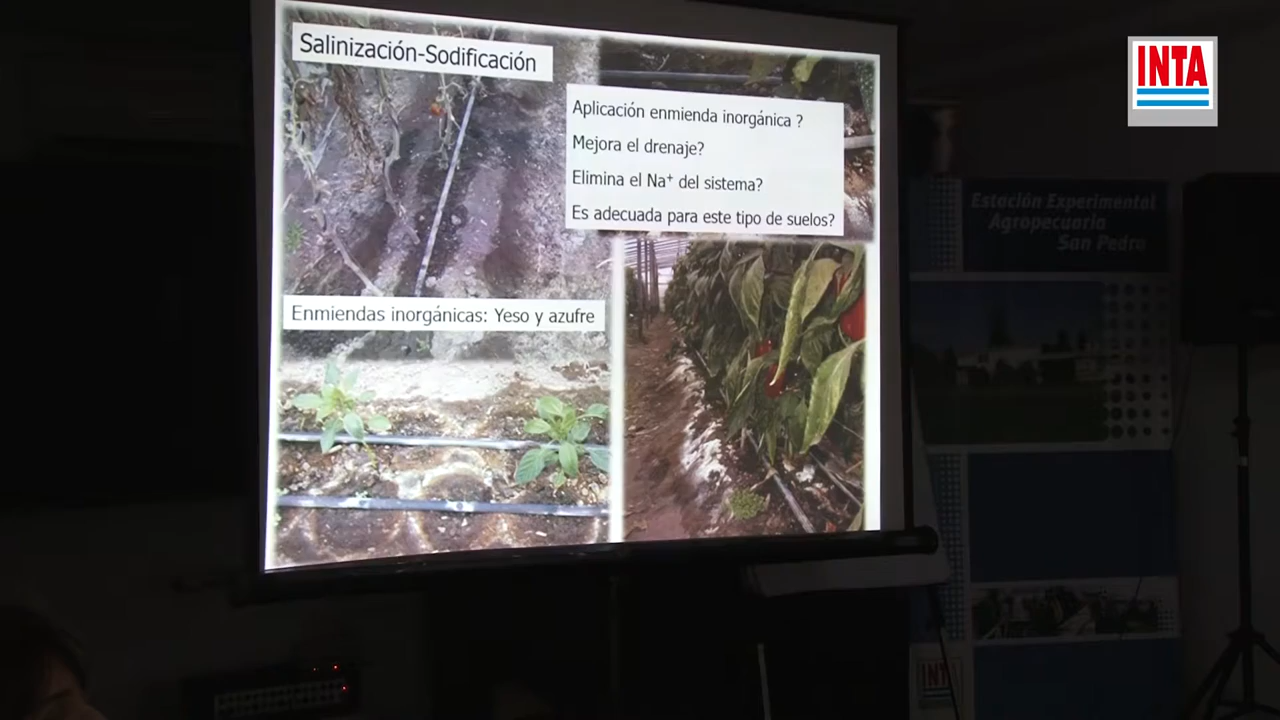 Salinización-Sodificación
Aplicación enmienda inorgánica ?
Mejora el drenaje?
Elimina el Na⁺ del sistema?
Es adecuada para este tipo de suelos?
Enmiendas inorgánicas: Yeso y azufre
INTA
Estación Experimental
Agropecuaria
San Pedro
INTA